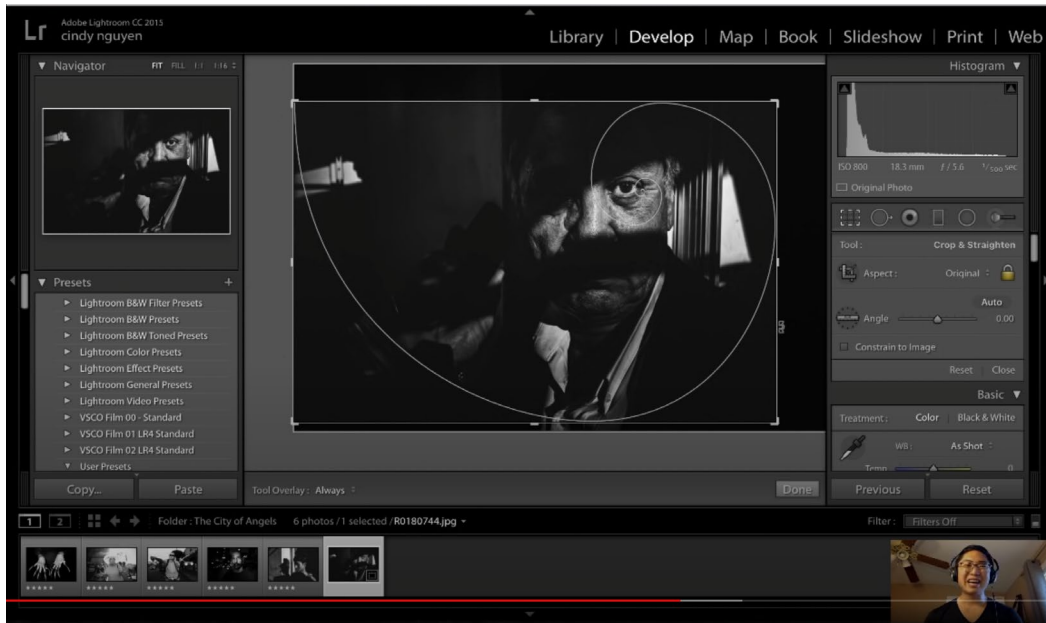 Lr
Adobe Lightroom CC 2015
cindy nguyen
Library | Develop | Map | Book | Slideshow | Print | Web
Navigator FIT FILL 1:1 1:16
Histogram
ISO 800 18.3 mm f / 5.6 1/500 sec
Original Photo
Tool : Crop & Straighten
Aspect : Original
Auto
Angle 0.00
Constrain to Image
Reset Close
Basic
Treatment : Color Black & White
WB : As Shot
Temp 0
Previous Reset
Presets +
Lightroom B&W Filter Presets
Lightroom B&W Presets
Lightroom B&W Toned Presets
Lightroom Color Presets
Lightroom Effect Presets
Lightroom General Presets
Lightroom Video Presets
VSCO Film 00 - Standard
VSCO Film 01 LR4 Standard
VSCO Film 02 LR4 Standard
User Presets
Copy... Paste
Tool Overlay : Always
Done
1 2 Folder : The City of Angels 6 photos / 1 selected / R0180744.jpg
Filter : Filters Off